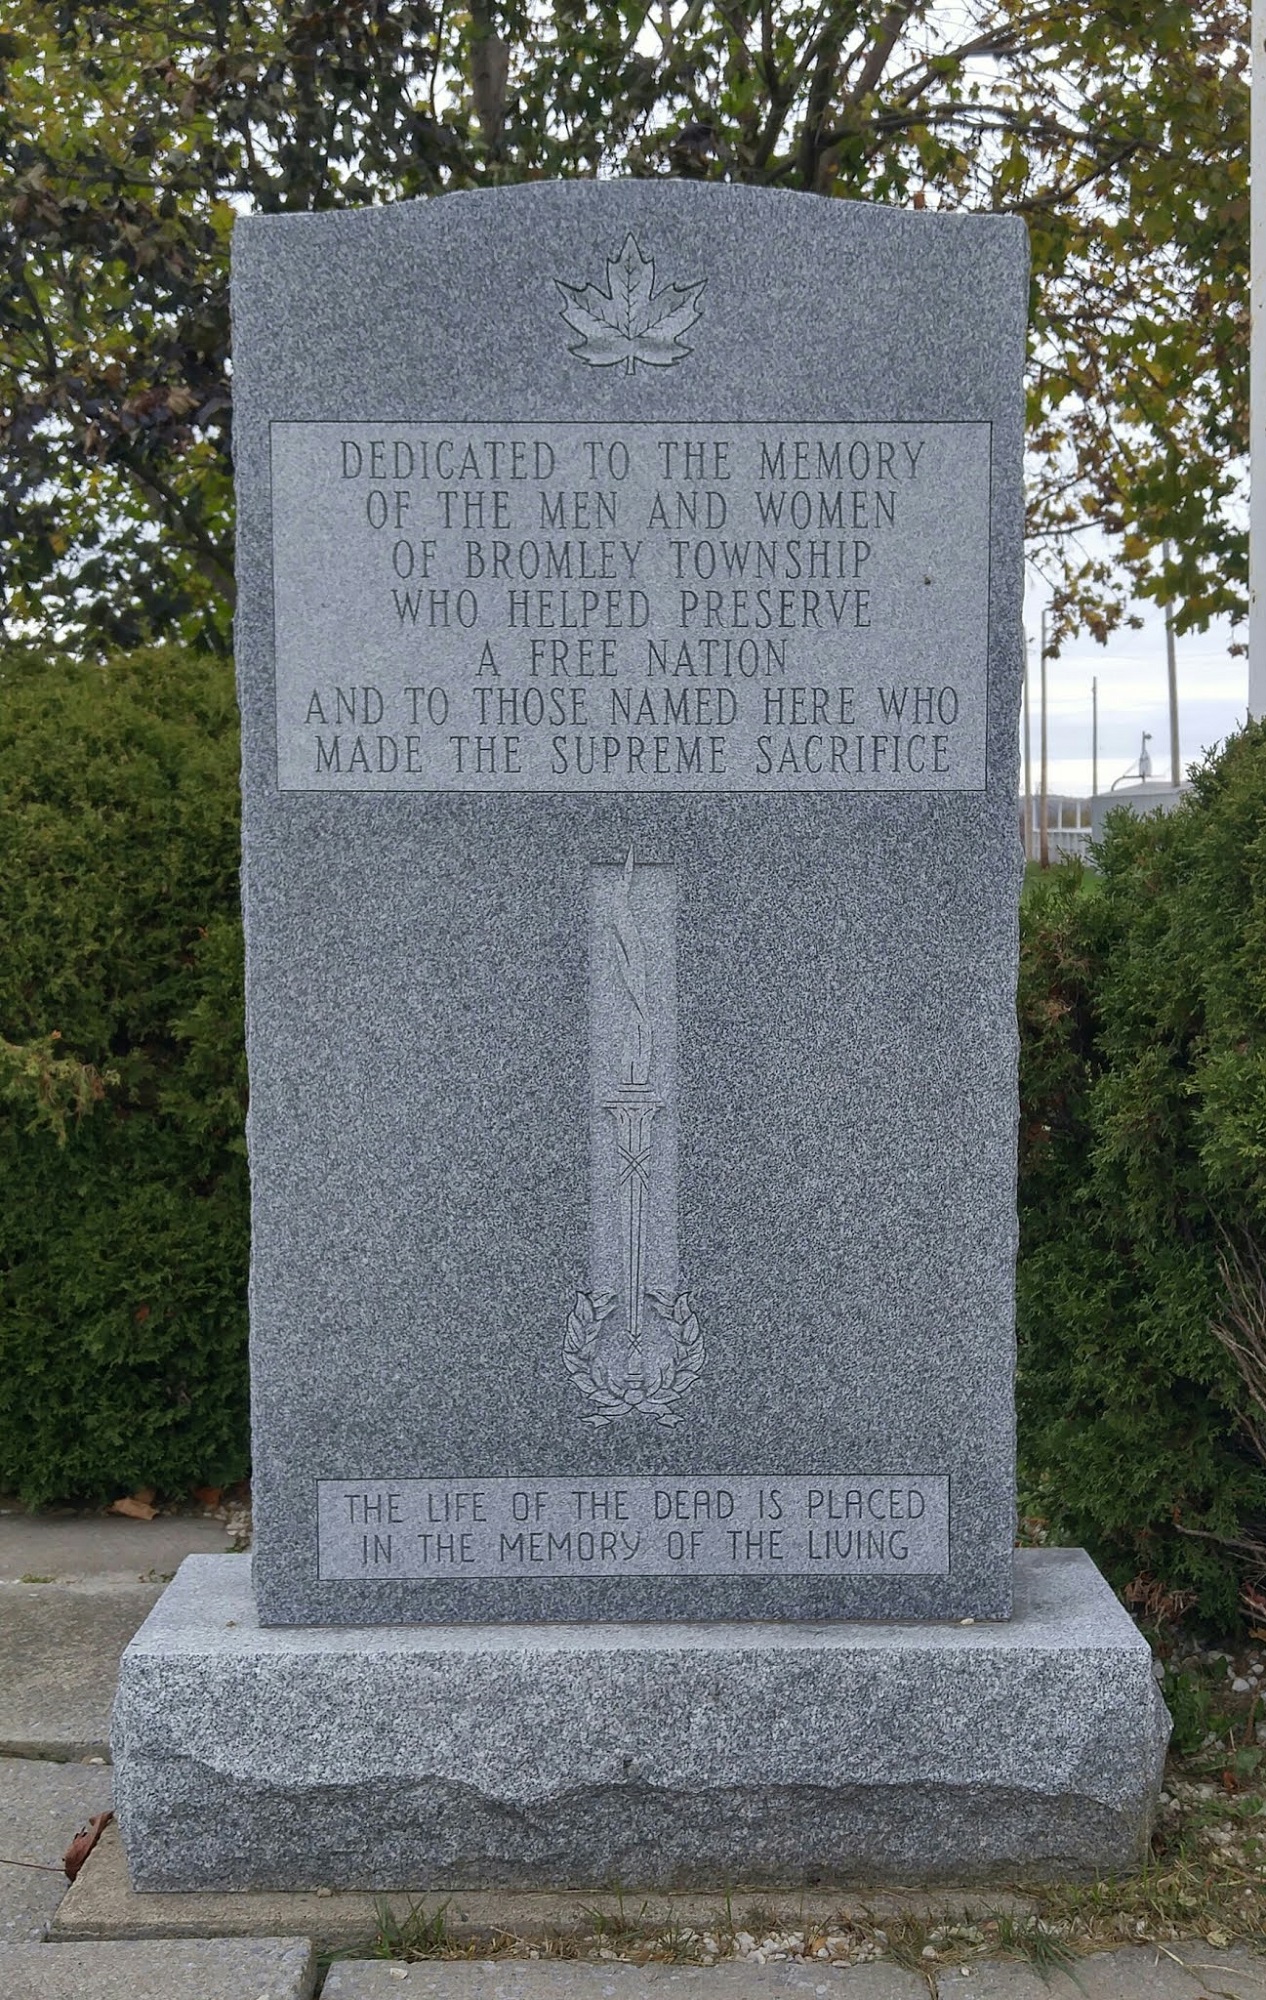 DEDICATED TO THE MEMORY
OF THE MEN AND WOMEN
OF BROMLEY TOWNSHIP
WHO HELPED PRESERVE
A FREE NATION
AND TO THOSE NAMED HERE WHO
MADE THE SUPREME SACRIFICE
THE LIFE OF THE DEAD IS PLACED
IN THE MEMORY OF THE LIVING